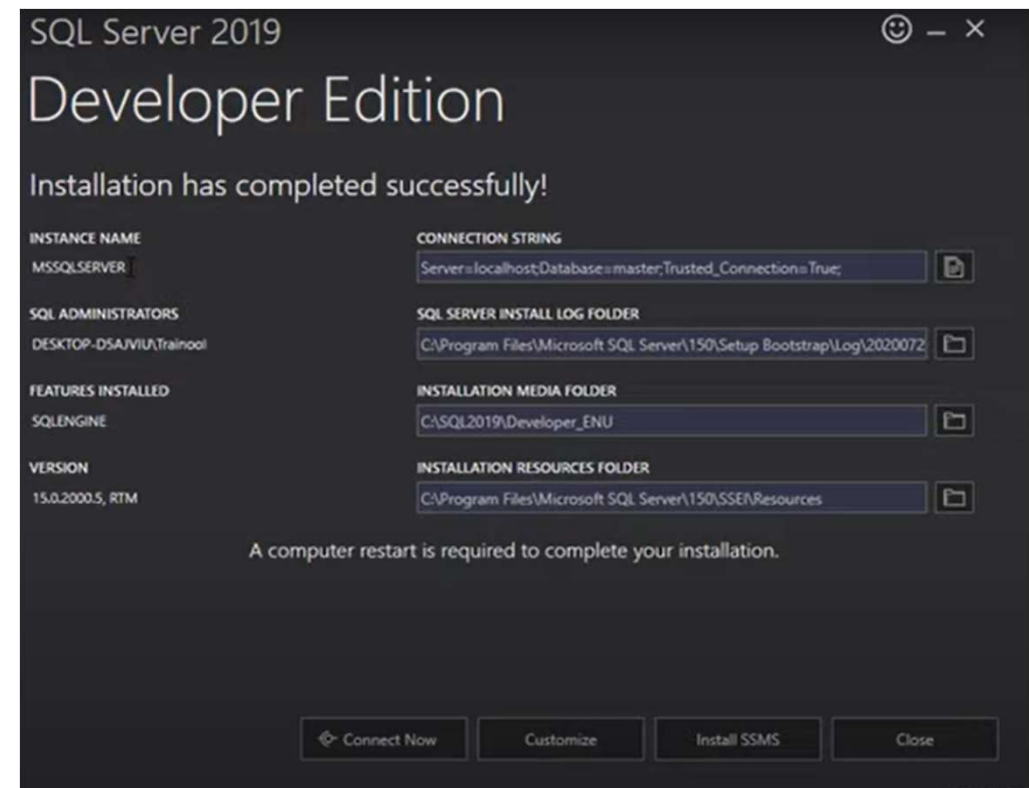 SQL Server 2019
Developer Edition
Installation has completed successfully!
INSTANCE NAME
MSSQLSERVER
CONNECTION STRING
Server=localhost;Database=master;Trusted_Connection=True;
SQL ADMINISTRATORS
DESKTOP-D5AJVIU\Trainool
SQL SERVER INSTALL LOG FOLDER
C:\Program Files\Microsoft SQL Server\150\Setup Bootstrap\Log\2020072
FEATURES INSTALLED
SQLENGINE
INSTALLATION MEDIA FOLDER
C:\SQL2019\Developer_ENU
VERSION
15.0.2000.5, RTM
INSTALLATION RESOURCES FOLDER
C:\Program Files\Microsoft SQL Server\150\SSEI\Resources
A computer restart is required to complete your installation.
Connect Now
Customize
Install SSMS
Close